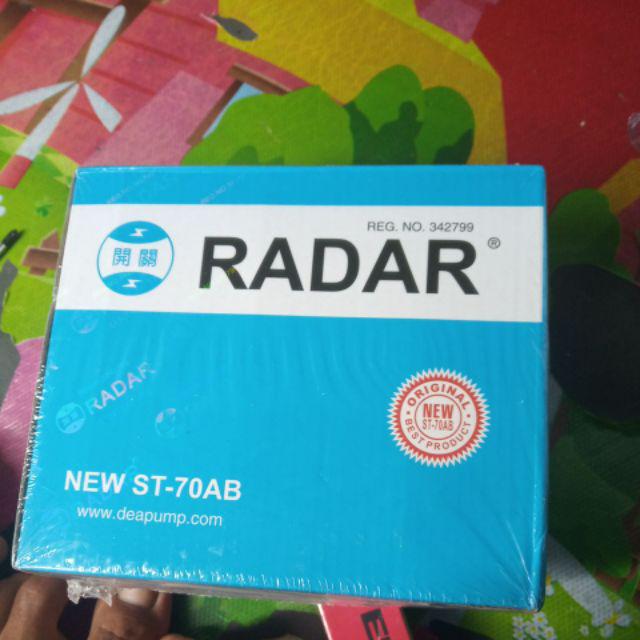 REG. NO. 342799
開關
RADAR®
RADAR
ORIGINAL
NEW
ST-70AB
BEST PRODUCT
NEW ST-70AB
www.deapump.com